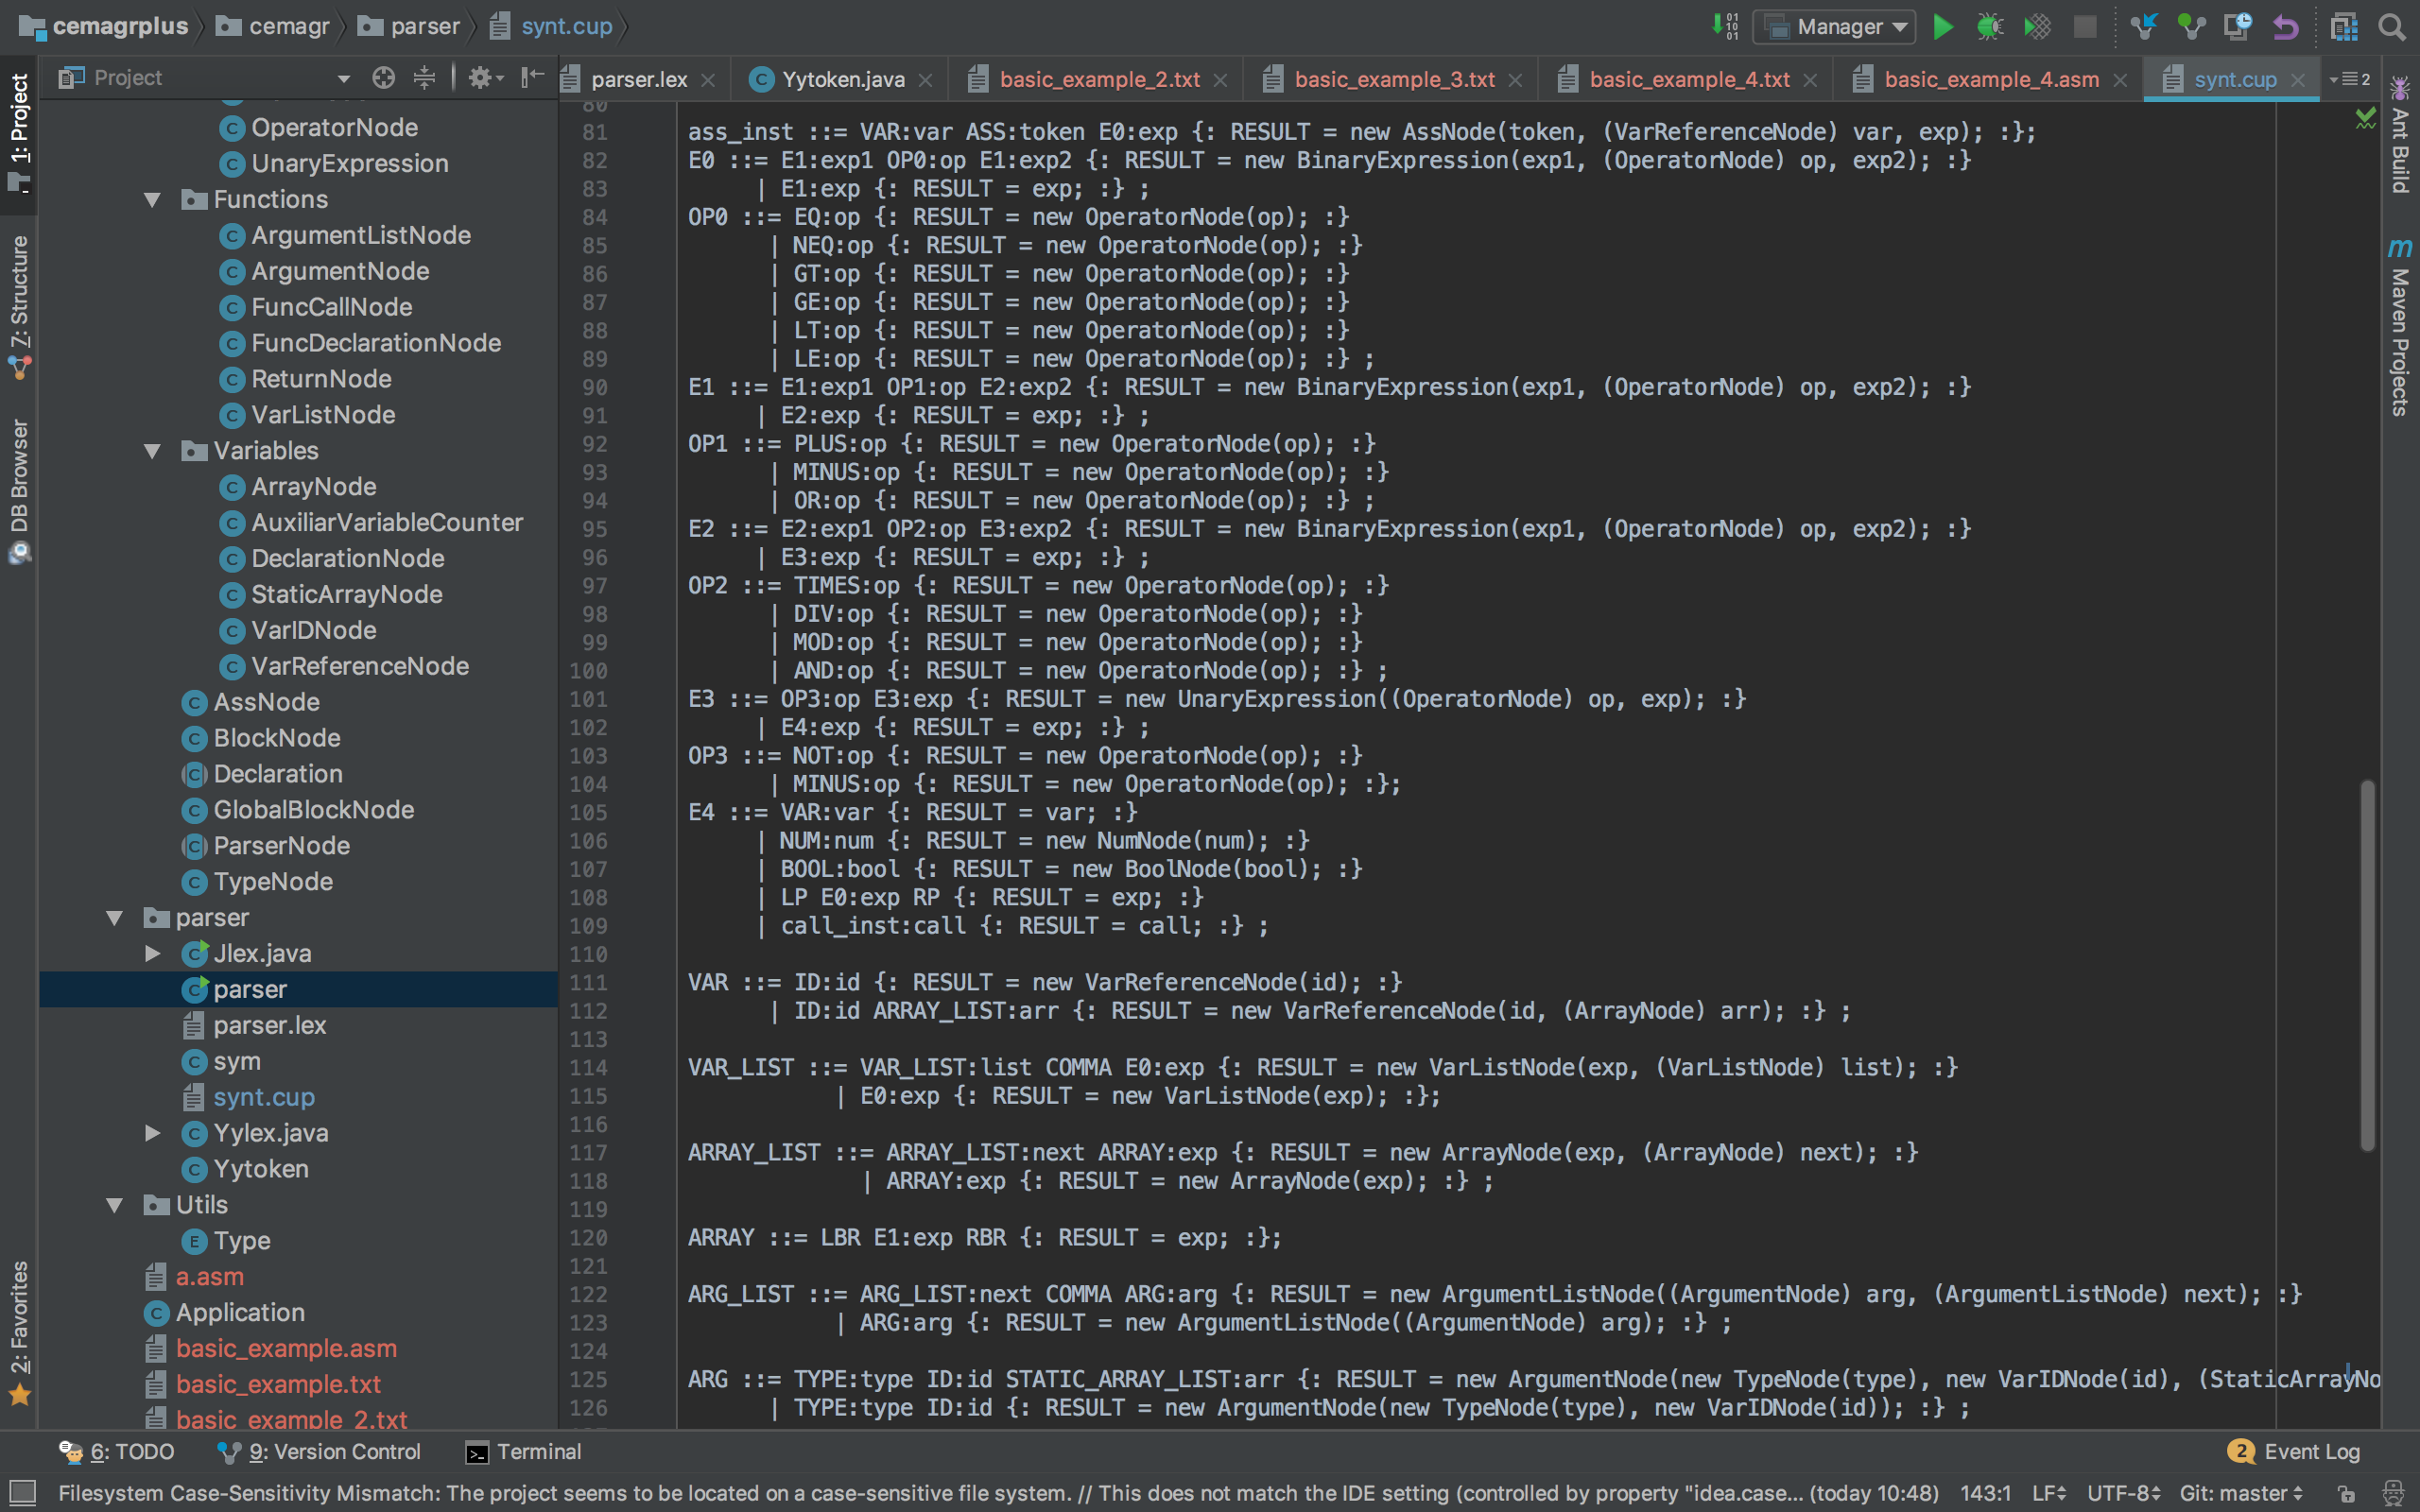 cemagrplus cemagr parser synt.cup Manager
Project parser.lex Yytoken.java basic_example_2.txt basic_example_3.txt basic_example_4.txt basic_example_4.asm synt.cup 2
1: Project
Z: Structure
DB Browser
2: Favorites
OperatorNode
UnaryExpression
Functions
ArgumentListNode
ArgumentNode
FuncCallNode
FuncDeclarationNode
ReturnNode
VarListNode
Variables
ArrayNode
AuxiliarVariableCounter
DeclarationNode
StaticArrayNode
VarIDNode
VarReferenceNode
AssNode
BlockNode
Declaration
GlobalBlockNode
ParserNode
TypeNode
parser
Jlex.java
parser
parser.lex
sym
synt.cup
Yylex.java
Yytoken
Utils
Type
a.asm
Application
basic_example.asm
basic_example.txt
basic_example_2.txt
80
81 ass_inst ::= VAR:var ASS:token E0:exp {: RESULT = new AssNode(token, (VarReferenceNode) var, exp); :};
82 E0 ::= E1:exp1 OP0:op E1:exp2 {: RESULT = new BinaryExpression(exp1, (OperatorNode) op, exp2); :}
83 | E1:exp {: RESULT = exp; :} ;
84 OP0 ::= EQ:op {: RESULT = new OperatorNode(op); :}
85 | NEQ:op {: RESULT = new OperatorNode(op); :}
86 | GT:op {: RESULT = new OperatorNode(op); :}
87 | GE:op {: RESULT = new OperatorNode(op); :}
88 | LT:op {: RESULT = new OperatorNode(op); :}
89 | LE:op {: RESULT = new OperatorNode(op); :} ;
90 E1 ::= E1:exp1 OP1:op E2:exp2 {: RESULT = new BinaryExpression(exp1, (OperatorNode) op, exp2); :}
91 | E2:exp {: RESULT = exp; :} ;
92 OP1 ::= PLUS:op {: RESULT = new OperatorNode(op); :}
93 | MINUS:op {: RESULT = new OperatorNode(op); :}
94 | OR:op {: RESULT = new OperatorNode(op); :} ;
95 E2 ::= E2:exp1 OP2:op E3:exp2 {: RESULT = new BinaryExpression(exp1, (OperatorNode) op, exp2); :}
96 | E3:exp {: RESULT = exp; :} ;
97 OP2 ::= TIMES:op {: RESULT = new OperatorNode(op); :}
98 | DIV:op {: RESULT = new OperatorNode(op); :}
99 | MOD:op {: RESULT = new OperatorNode(op); :}
100 | AND:op {: RESULT = new OperatorNode(op); :} ;
101 E3 ::= OP3:op E3:exp {: RESULT = new UnaryExpression((OperatorNode) op, exp); :}
102 | E4:exp {: RESULT = exp; :} ;
103 OP3 ::= NOT:op {: RESULT = new OperatorNode(op); :}
104 | MINUS:op {: RESULT = new OperatorNode(op); :};
105 E4 ::= VAR:var {: RESULT = var; :}
106 | NUM:num {: RESULT = new NumNode(num); :}
107 | BOOL:bool {: RESULT = new BoolNode(bool); :}
108 | LP E0:exp RP {: RESULT = exp; :}
109 | call_inst:call {: RESULT = call; :} ;
110
111 VAR ::= ID:id {: RESULT = new VarReferenceNode(id); :}
112 | ID:id ARRAY_LIST:arr {: RESULT = new VarReferenceNode(id, (ArrayNode) arr); :} ;
113
114 VAR_LIST ::= VAR_LIST:list COMMA E0:exp {: RESULT = new VarListNode(exp, (VarListNode) list); :}
115 | E0:exp {: RESULT = new VarListNode(exp); :};
116
117 ARRAY_LIST ::= ARRAY_LIST:next ARRAY:exp {: RESULT = new ArrayNode(exp, (ArrayNode) next); :}
118 | ARRAY:exp {: RESULT = new ArrayNode(exp); :} ;
119
120 ARRAY ::= LBR E1:exp RBR {: RESULT = exp; :};
121
122 ARG_LIST ::= ARG_LIST:next COMMA ARG:arg {: RESULT = new ArgumentListNode((ArgumentNode) arg, (ArgumentListNode) next); :}
123 | ARG:arg {: RESULT = new ArgumentListNode((ArgumentNode) arg); :} ;
124
125 ARG ::= TYPE:type ID:id STATIC_ARRAY_LIST:arr {: RESULT = new ArgumentNode(new TypeNode(type), new VarIDNode(id), (StaticArrayNo
126 | TYPE:type ID:id {: RESULT = new ArgumentNode(new TypeNode(type), new VarIDNode(id)); :} ;
Ant Build
m Maven Projects
6: TODO 9: Version Control Terminal 2 Event Log
Filesystem Case-Sensitivity Mismatch: The project seems to be located on a case-sensitive file system. // This does not match the IDE setting (controlled by property "idea.case... (today 10:48) 143:1 LF UTF-8 Git: master